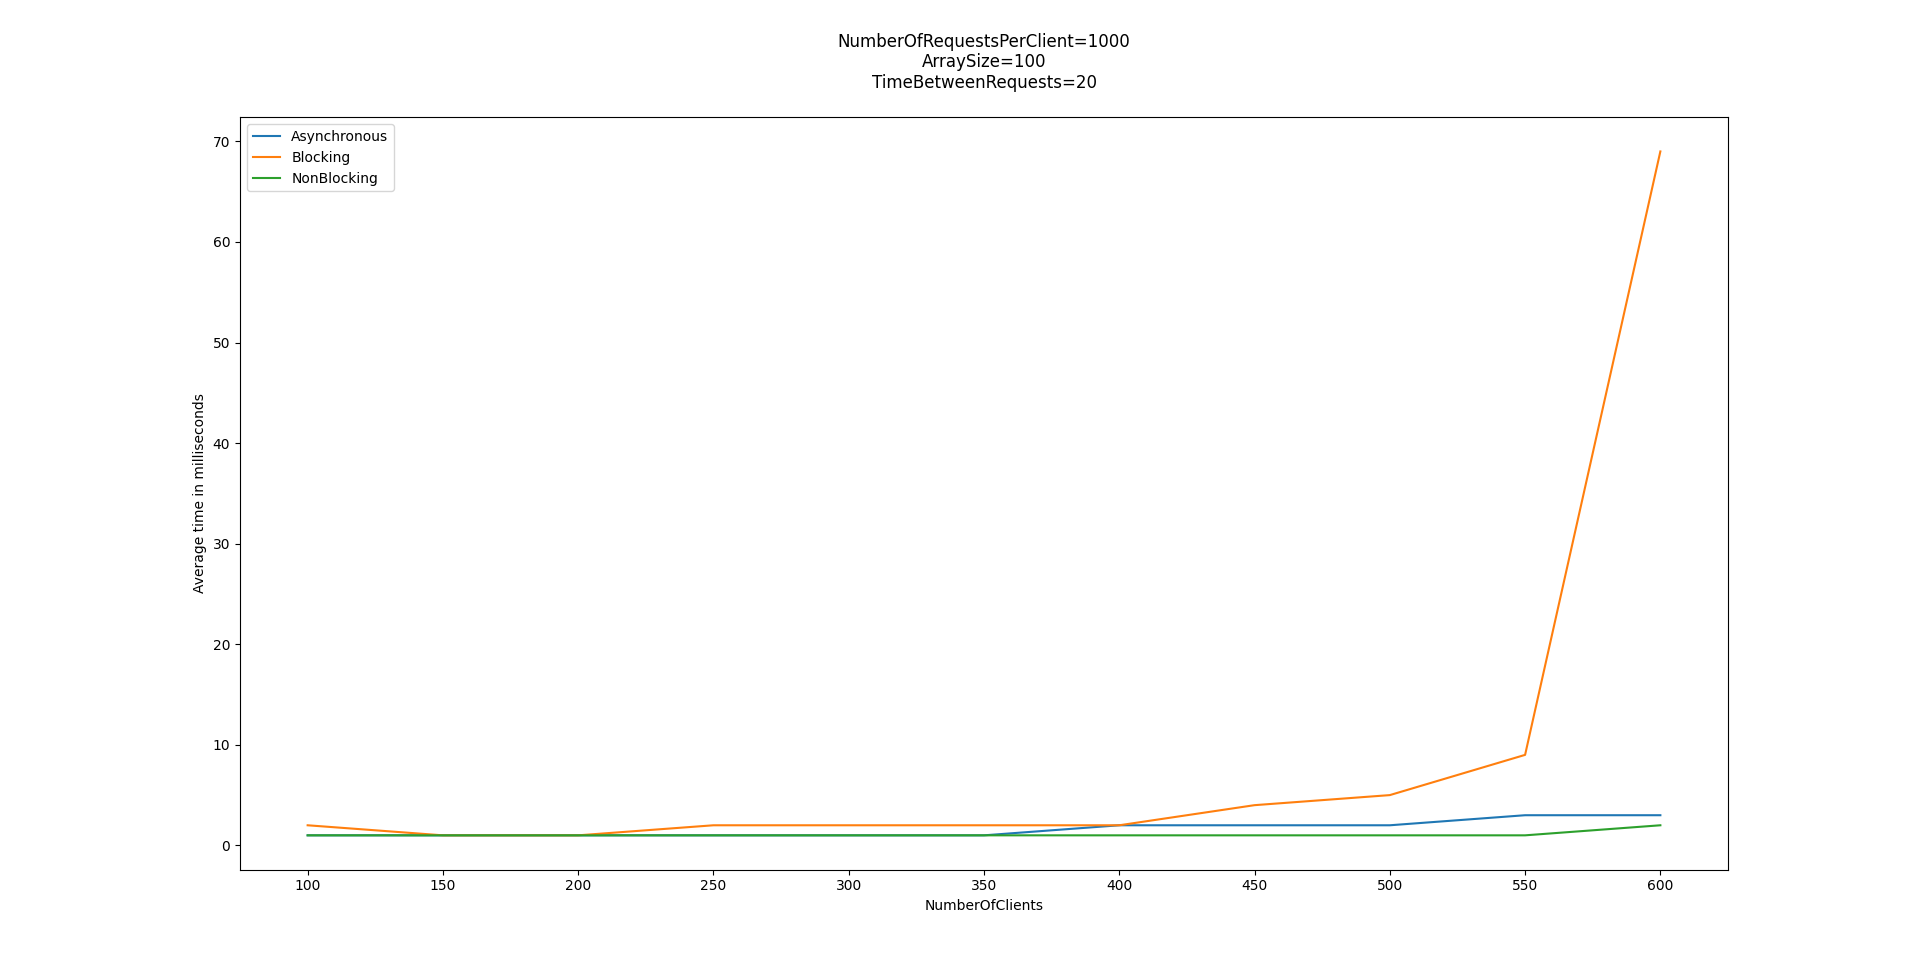 NumberOfRequestsPerClient=1000
ArraySize=100
TimeBetweenRequests=20
Asynchronous
Blocking
NonBlocking
70
60
50
40
30
20
10
0
Average time in milliseconds
100 150 200 250 300 350 400 450 500 550 600
NumberOfClients